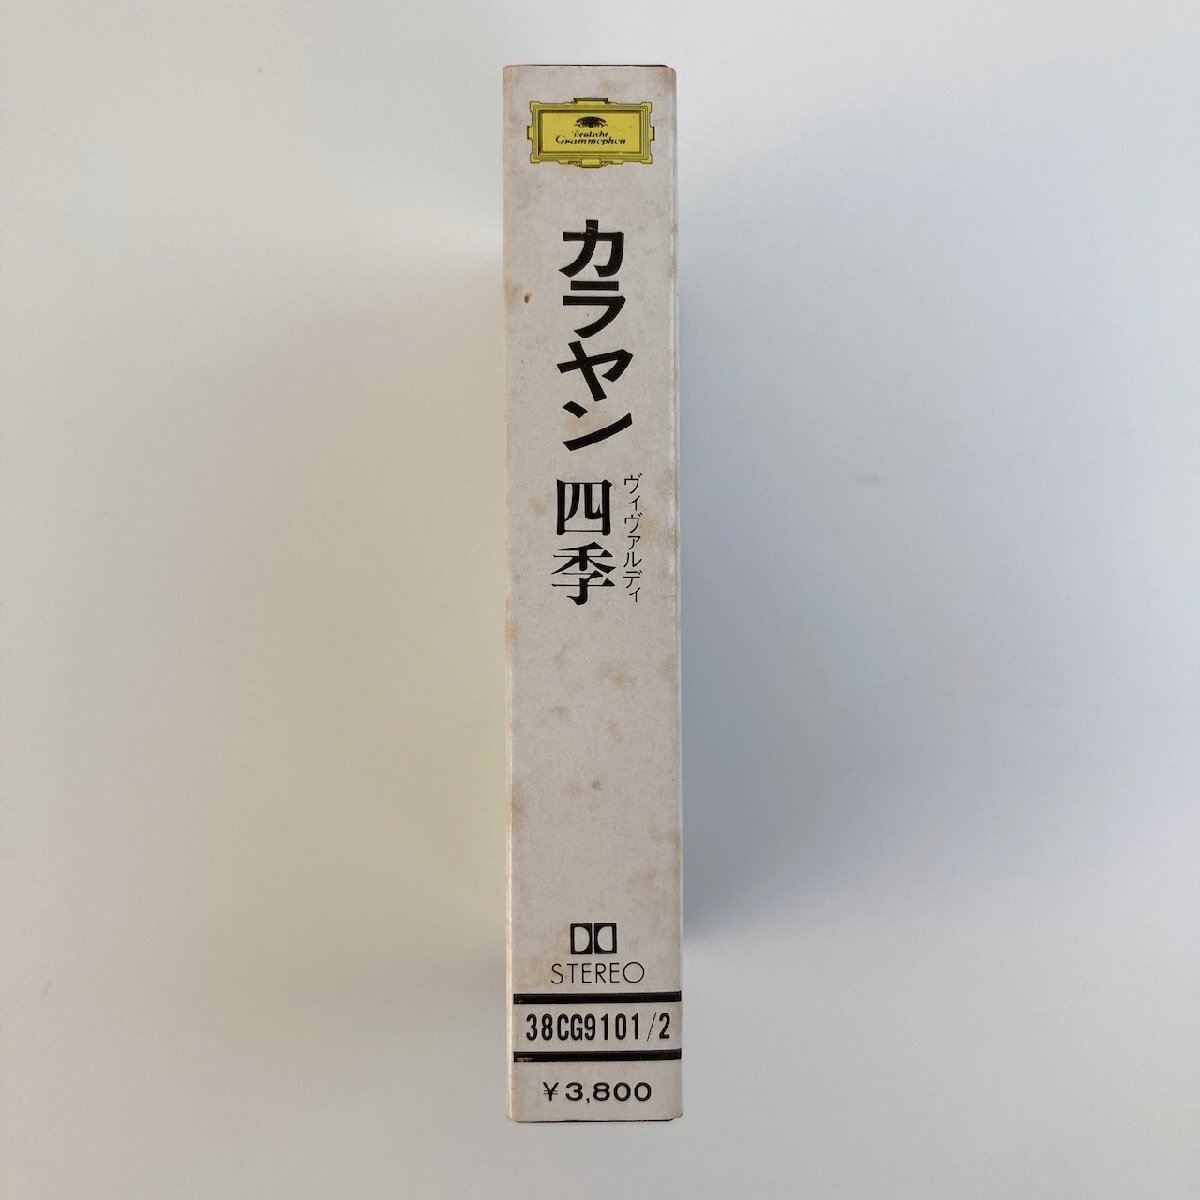 Deutsche
Grammophon
カラヤン
ヴィヴァルディ
四季
STEREO
38CG9101/2
¥3,800